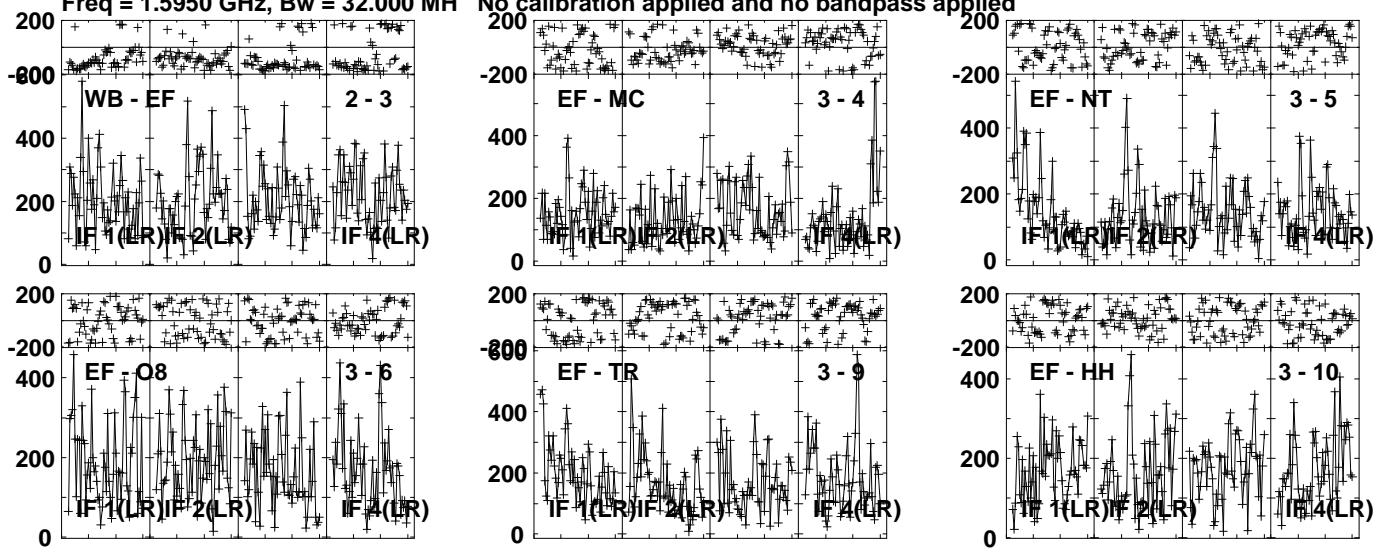 Freq = 1.5950 GHz, Bw = 32.000 MH No calibration applied and no bandpass applied
200
-200
600
WB - EF
2 - 3
400
200
0
IF 1(LR)
IF 2(LR)
IF 4(LR)
200
-200
EF - MC
3 - 4
400
200
0
IF 1(LR)
IF 2(LR)
IF 4(LR)
200
-200
EF - NT
3 - 5
400
200
0
IF 1(LR)
IF 2(LR)
IF 4(LR)
200
-200
EF - O8
3 - 6
400
200
0
IF 1(LR)
IF 2(LR)
IF 4(LR)
200
-200
600
EF - TR
3 - 9
400
200
0
IF 1(LR)
IF 2(LR)
IF 4(LR)
200
-200
EF - HH
3 - 10
400
200
0
IF 1(LR)
IF 2(LR)
IF 4(LR)